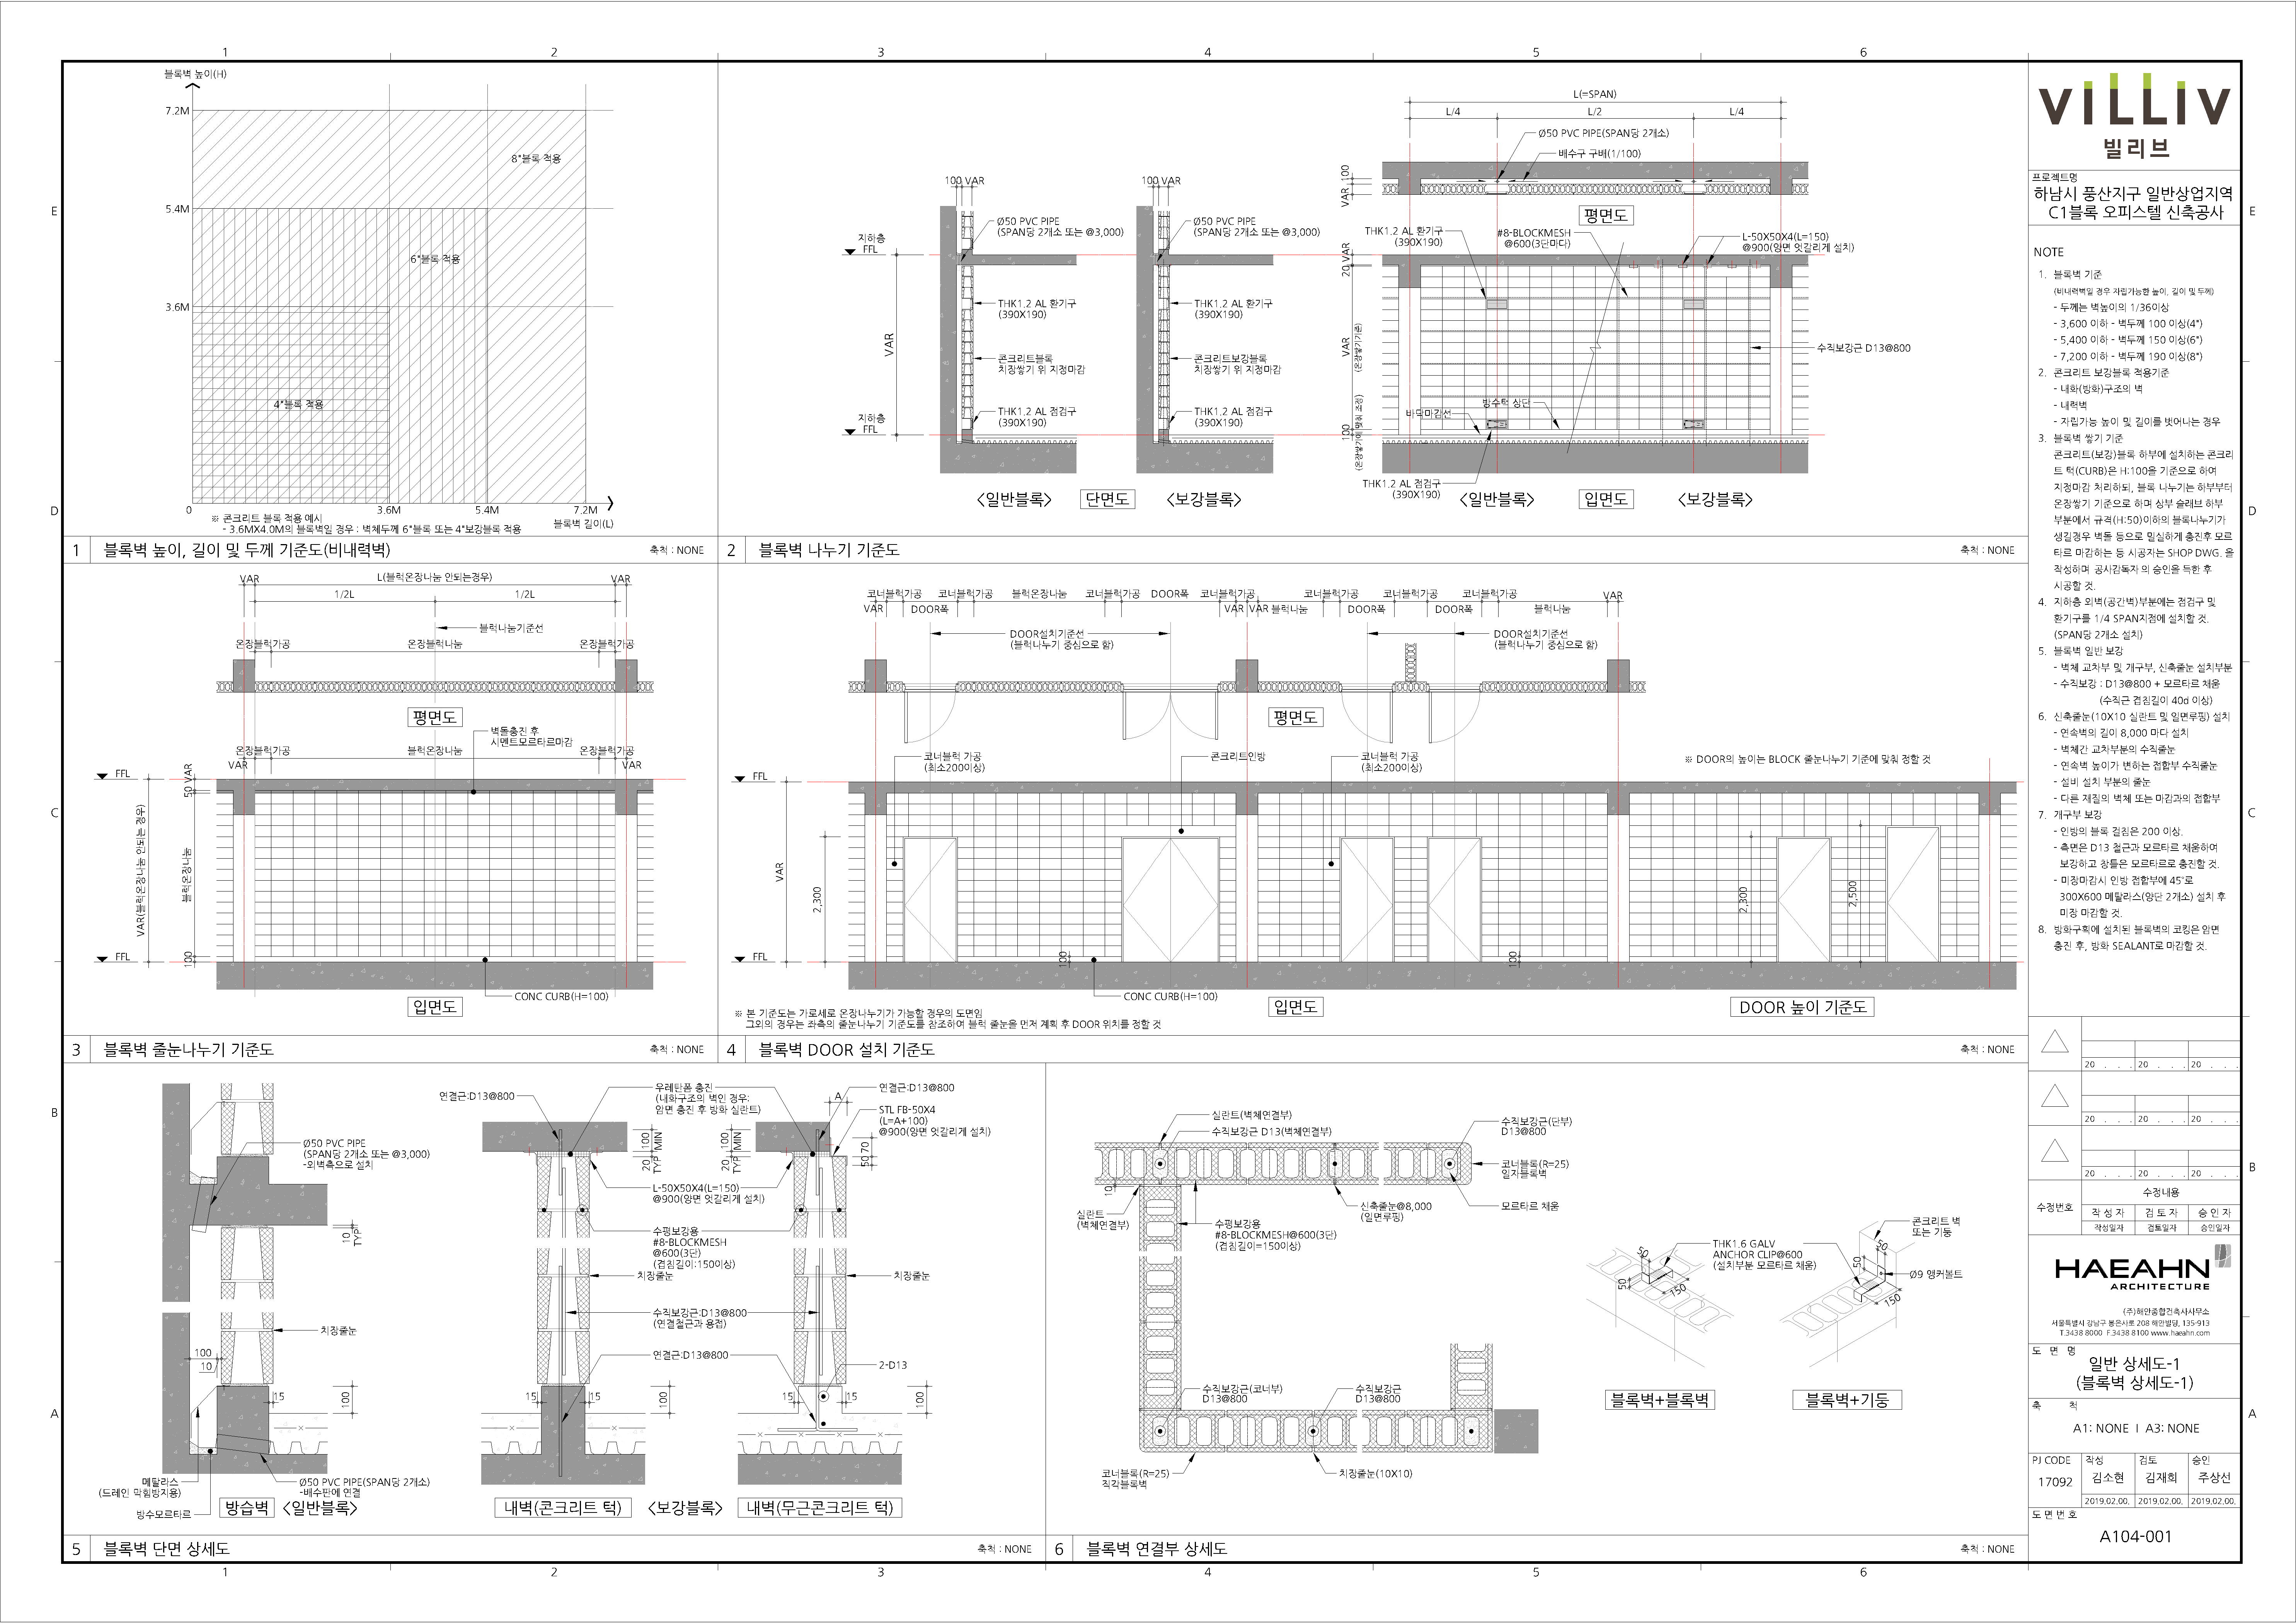 1 2 3 4 5 6
E D C B A
블록벽 높이(H)
7.2M
5.4M
3.6M
0
3.6M
5.4M
7.2M
블록벽 길이(L)
8"블록 적용
6"블록 적용
4"블록 적용
※ 콘크리트 블록 적용 예시
- 3.6MX4.0M의 블록벽일 경우 : 벽체두께 6"블록 또는 4"보강블록 적용
1 블록벽 높이, 길이 및 두께 기준도(비내력벽) 축척 : NONE
100 VAR
100 VAR
Ø50 PVC PIPE
(SPAN당 2개소 또는 @3,000)
Ø50 PVC PIPE
(SPAN당 2개소 또는 @3,000)
지하층
FFL
VAR
THK1.2 AL 환기구
(390X190)
THK1.2 AL 환기구
(390X190)
콘크리트블록
치장쌓기 위 지정마감
콘크리트보강블록
치장쌓기 위 지정마감
THK1.2 AL 점검구
(390X190)
THK1.2 AL 점검구
(390X190)
지하층
FFL
<일반블록> 단면도 <보강블록>
L(=SPAN)
L/4 L/2 L/4
Ø50 PVC PIPE(SPAN당 2개소)
배수구 구배(1/100)
VAR 100
평면도
THK1.2 AL 환기구
(390X190)
#8-BLOCKMESH
@600(3단마다)
L-50X50X4(L=150)
@900(양면 엇갈리게 설치)
20 VAR
VAR
(온장쌓기기준)
100
(온장쌓기에 맞춰 조정)
수직보강근 D13@800
방수턱 상단
바닥마감선
THK1.2 AL 점검구
(390X190)
<일반블록> 입면도 <보강블록>
2 블록벽 나누기 기준도 축척 : NONE
VAR L(블럭온장나눔 안되는경우) VAR
1/2L 1/2L
블럭나눔기준선
온장블럭가공 온장블럭나눔 온장블럭가공
평면도
벽돌충진 후
시멘트모르타르마감
온장블럭가공 블럭온장나눔 온장블럭가공
VAR VAR
FFL
50 VAR
VAR(블럭온장나눔 안되는 경우)
블럭온장나눔
100
FFL
CONC CURB(H=100)
입면도
3 블록벽 줄눈나누기 기준도 축척 : NONE
코너블럭가공 코너블럭가공 블럭온장나눔 코너블럭가공 DOOR폭 코너블럭가공 코너블럭가공 코너블럭가공 코너블럭가공 VAR
VAR DOOR폭 VAR VAR 블럭나눔 DOOR폭 DOOR폭 블럭나눔
DOOR설치기준선
(블럭나누기 중심으로 함)
DOOR설치기준선
(블럭나누기 중심으로 함)
평면도
코너블럭 가공
(최소200이상)
콘크리트인방
코너블럭 가공
(최소200이상)
※ DOOR의 높이는 BLOCK 줄눈나누기 기준에 맞춰 정할 것
FFL
VAR
2,300
100
100
2,300
2,500
FFL
CONC CURB(H=100)
입면도
DOOR 높이 기준도
※ 본 기준도는 가로세로 온장나누기가 가능할 경우의 도면임
그외의 경우는 좌측의 줄눈나누기 기준도를 참조하여 블럭 줄눈을 먼저 계획 후 DOOR 위치를 정할 것
4 블록벽 DOOR 설치 기준도 축척 : NONE
Ø50 PVC PIPE
(SPAN당 2개소 또는 @3,000)
-외벽측으로 설치
10 TYP
치장줄눈
100
10
15
100
메탈라스
(드레인 막힘방지용)
방수모르타르
Ø50 PVC PIPE(SPAN당 2개소)
-배수판에 연결
방습벽 <일반블록>
연결근:D13@800
우레탄폼 충진
(내화구조의 벽인 경우:
암면 충진 후 방화 실란트)
연결근:D13@800
A
STL FB-50X4
(L=A+100)
@900(양면 엇갈리게 설치)
100 MIN
20 TYP
100 MIN
20 TYP
50 70
L-50X50X4(L=150)
@900(양면 엇갈리게 설치)
수평보강용
#8-BLOCKMESH
@600(3단)
(겹침길이:150이상)
치장줄눈
치장줄눈
수직보강근:D13@800
(연결철근과 용접)
연결근:D13@800
2-D13
15 15 100
15 15 100
내벽(콘크리트 턱) <보강블록> 내벽(무근콘크리트 턱)
5 블록벽 단면 상세도 축척 : NONE
실란트(벽체연결부)
수직보강근 D13(벽체연결부)
수직보강근(단부)
D13@800
코너블록(R=25)
일자블록벽
10
실란트
(벽체연결부)
신축줄눈@8,000
(일면루핑)
모르타르 채움
수평보강용
#8-BLOCKMESH@600(3단)
(겹침길이=150이상)
수직보강근(코너부)
D13@800
수직보강근
D13@800
코너블록(R=25)
직각블록벽
치장줄눈(10X10)
THK1.6 GALV
ANCHOR CLIP@600
(설치부분 모르타르 채움)
콘크리트 벽
또는 기둥
Ø9 앵커볼트
50
50
150
50
50
150
블록벽+블록벽
블록벽+기둥
6 블록벽 연결부 상세도 축척 : NONE
VILLIV
빌리브
프로젝트명
하남시 풍산지구 일반상업지역
C1블록 오피스텔 신축공사
NOTE
1. 블록벽 기준
(비내력벽일 경우 자립가능한 높이, 길이 및 두께)
- 두께는 벽높이의 1/36이상
- 3,600 이하 - 벽두께 100 이상(4")
- 5,400 이하 - 벽두께 150 이상(6")
- 7,200 이하 - 벽두께 190 이상(8")
2. 콘크리트 보강블록 적용기준
- 내화(방화)구조의 벽
- 내력벽
- 자립가능 높이 및 길이를 벗어나는 경우
3. 블록벽 쌓기 기준
콘크리트(보강)블록 하부에 설치하는 콘크리
트 턱(CURB)은 H:100을 기준으로 하여
지정마감 처리하되, 블록 나누기는 하부부터
온장쌓기 기준으로 하며 상부 슬래브 하부
부분에서 규격(H:50)이하의 블록나누기가
생길경우 벽돌 등으로 밀실하게 충진후 모르
타르 마감하는 등 시공자는 SHOP DWG. 을
작성하며 공사감독자 의 승인을 득한 후
시공할 것.
4. 지하층 외벽(공간벽)부분에는 점검구 및
환기구를 1/4 SPAN지점에 설치할 것.
(SPAN당 2개소 설치)
5. 블록벽 일반 보강
- 벽체 교차부 및 개구부, 신축줄눈 설치부분
- 수직보강 : D13@800 + 모르타르 채움
(수직근 겹침길이 40d 이상)
6. 신축줄눈(10X10 실란트 및 일면루핑) 설치
- 연속벽의 길이 8,000 마다 설치
- 벽체간 교차부분의 수직줄눈
- 연속벽 높이가 변하는 접합부 수직줄눈
- 설비 설치 부분의 줄눈
- 다른 재질의 벽체 또는 마감과의 접합부
7. 개구부 보강
- 인방의 블록 걸침은 200 이상.
- 측면은 D13 철근과 모르타르 채움하여
보강하고 창틀은 모르타르로 충진할 것.
- 미장마감시 인방 접합부에 45°로
300X600 메탈라스(양단 2개소) 설치 후
미장 마감할 것.
8. 방화구획에 설치된 블록벽의 코킹은 암면
충진 후, 방화 SEALANT로 마감할 것.
20 . . . 20 . . . 20 . . .
20 . . . 20 . . . 20 . . .
20 . . . 20 . . . 20 . . .
수정번호
수정내용
작 성 자 검 토 자 승 인 자
작성일자 검토일자 승인일자
HAEAHN
ARCHITECTURE
(주)해안종합건축사사무소
서울특별시 강남구 봉은사로 208 해안빌딩, 135-913
T.3438 8000 F.3438 8100 www.haeahn.com
도 면 명
일반 상세도-1
(블록벽 상세도-1)
축 척
A1: NONE I A3: NONE
PJ CODE 작성 검토 승인
17092 김소현 김재희 주상선
2019.02.00. 2019.02.00. 2019.02.00.
도 면 번 호
A104-001
1 2 3 4 5 6
E D C B A